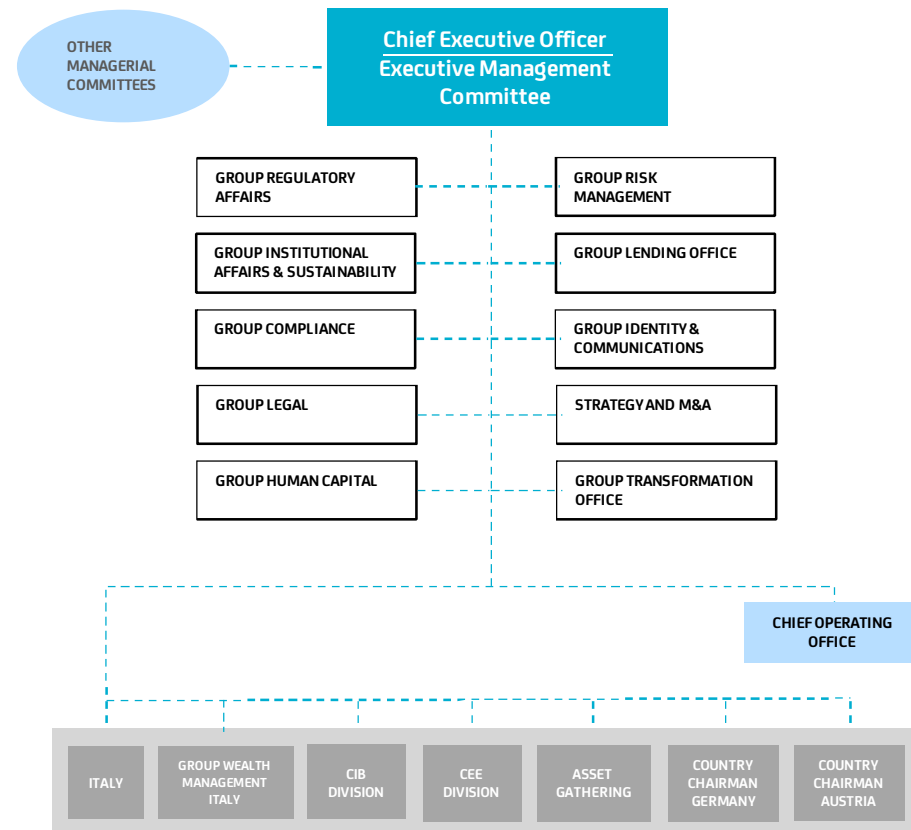 OTHER
MANAGERIAL
COMMITTEES
Chief Executive Officer
Executive Management
Committee
GROUP REGULATORY
AFFAIRS
GROUP RISK
MANAGEMENT
GROUP INSTITUTIONAL
AFFAIRS & SUSTAINABILITY
GROUP LENDING OFFICE
GROUP COMPLIANCE
GROUP IDENTITY &
COMMUNICATIONS
GROUP LEGAL
STRATEGY AND M&A
GROUP HUMAN CAPITAL
GROUP TRANSFORMATION
OFFICE
CHIEF OPERATING
OFFICE
ITALY
GROUP WEALTH
MANAGEMENT
ITALY
CIB
DIVISION
CEE
DIVISION
ASSET
GATHERING
COUNTRY
CHAIRMAN
GERMANY
COUNTRY
CHAIRMAN
AUSTRIA